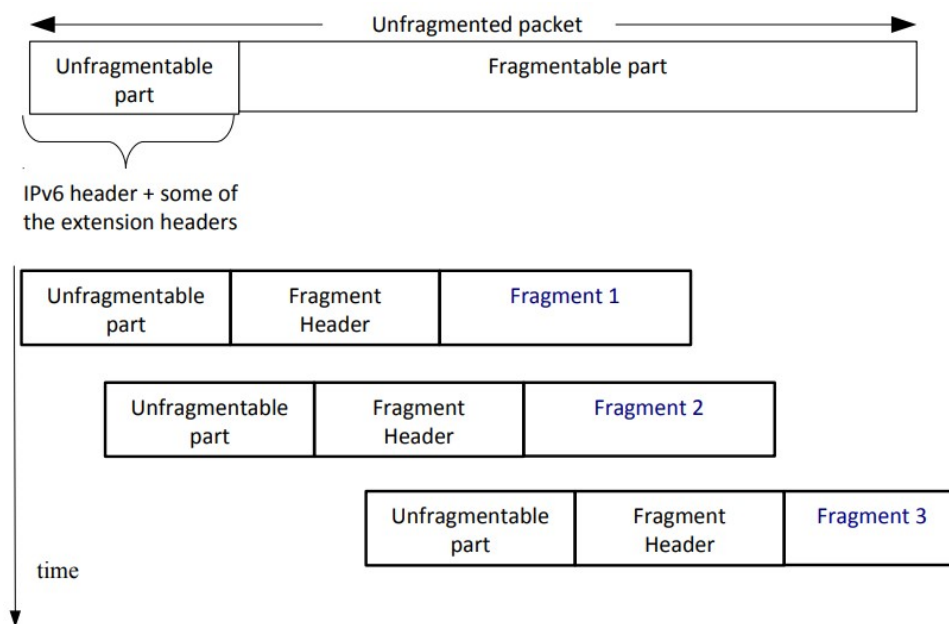 Unfragmented packet
Unfragmentable
part
Fragmentable part
IPv6 header + some of
the extension headers
Unfragmentable
part
Fragment
Header
Fragment 1
Unfragmentable
part
Fragment
Header
Fragment 2
Unfragmentable
part
Fragment
Header
Fragment 3
time